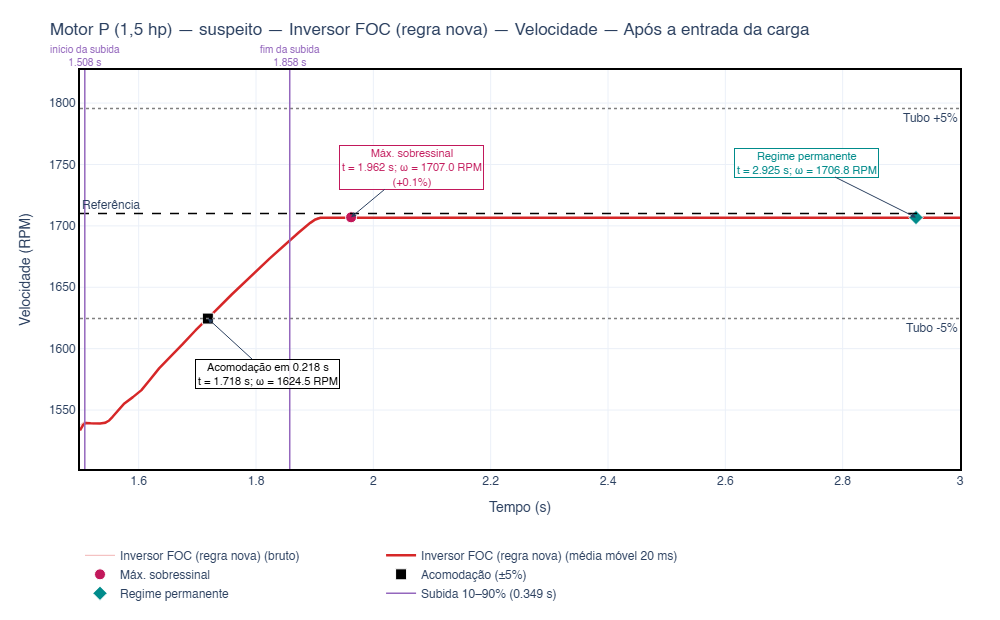 Motor P (1,5 hp) — suspeito — Inversor FOC (regra nova) — Velocidade — Após a entrada da carga
início da subida
1.508 s
fim da subida
1.858 s
1800
1750
1700
1650
1600
1550
Velocidade (RPM)
Tubo +5%
Máx. sobressinal
t = 1.962 s; ω = 1707.0 RPM
(+0.1%)
Regime permanente
t = 2.925 s; ω = 1706.8 RPM
Referência
Tubo -5%
Acomodação em 0.218 s
t = 1.718 s; ω = 1624.5 RPM
1.6
1.8
2
2.2
2.4
2.6
2.8
3
Tempo (s)
Inversor FOC (regra nova) (bruto)
Inversor FOC (regra nova) (média móvel 20 ms)
Máx. sobressinal
Acomodação (±5%)
Regime permanente
Subida 10–90% (0.349 s)